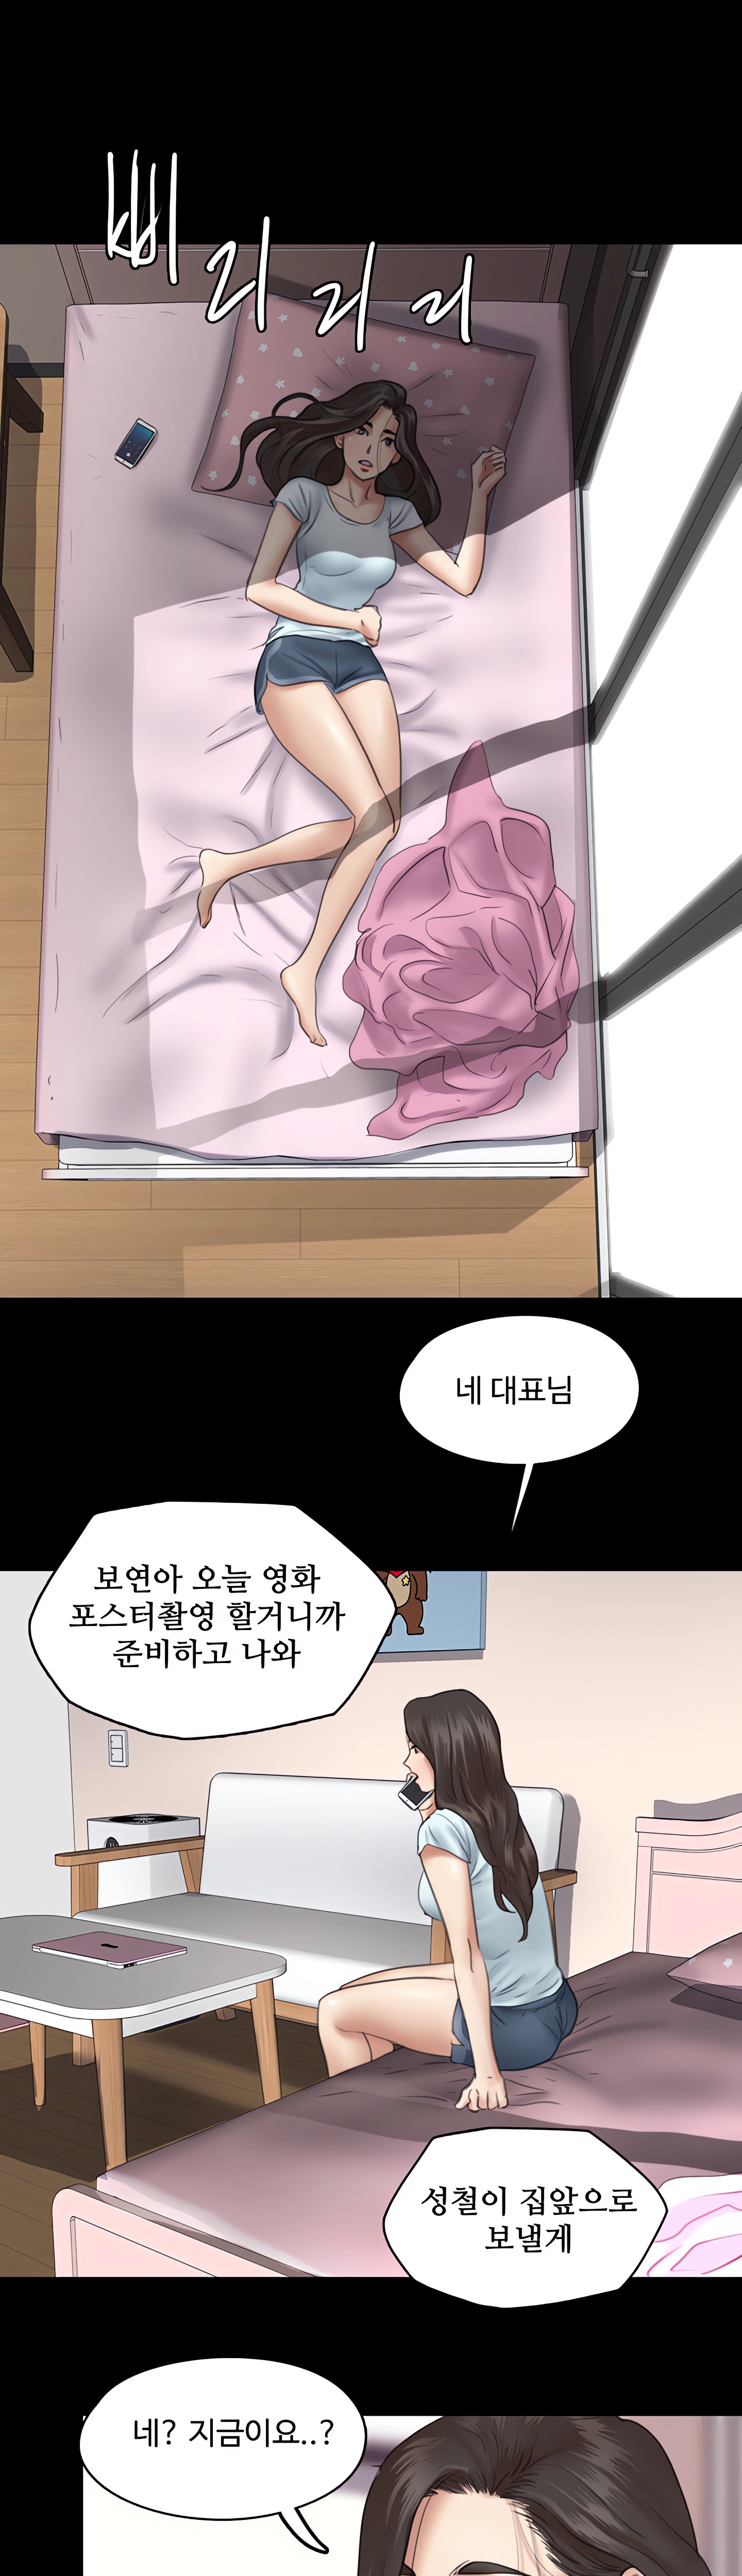 삐리리리
네 대표님
보연아 오늘 영화
포스터촬영 할거니까
준비하고 나와
성철이 집앞으로
보낼게
네? 지금이요..?